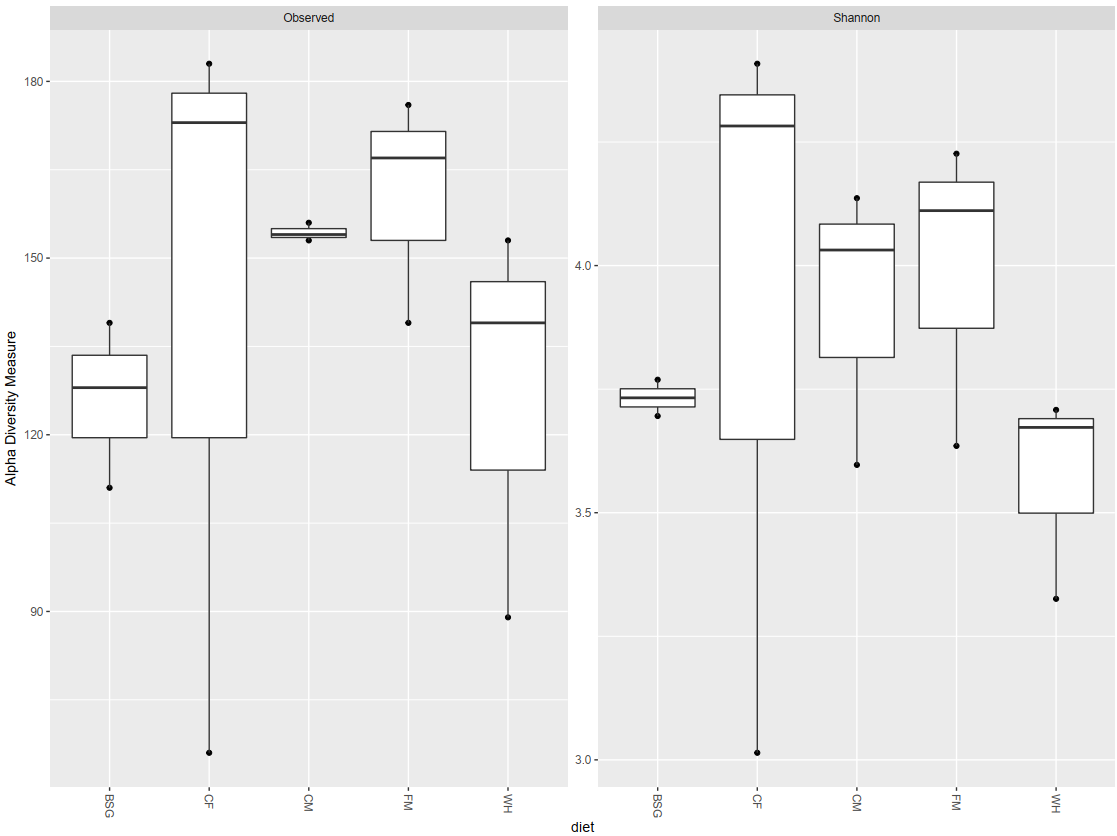 Observed
Shannon
Alpha Diversity Measure
180
150
120
90
4.0
3.5
3.0
BSG
CF
CM
FM
WH
BSG
CF
CM
FM
WH
diet